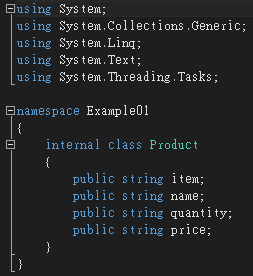 using System;
using System.Collections.Generic;
using System.Linq;
using System.Text;
using System.Threading.Tasks;

namespace Example01
{
    internal class Product
    {
        public string item;
        public string name;
        public string quantity;
        public string price;
    }
}